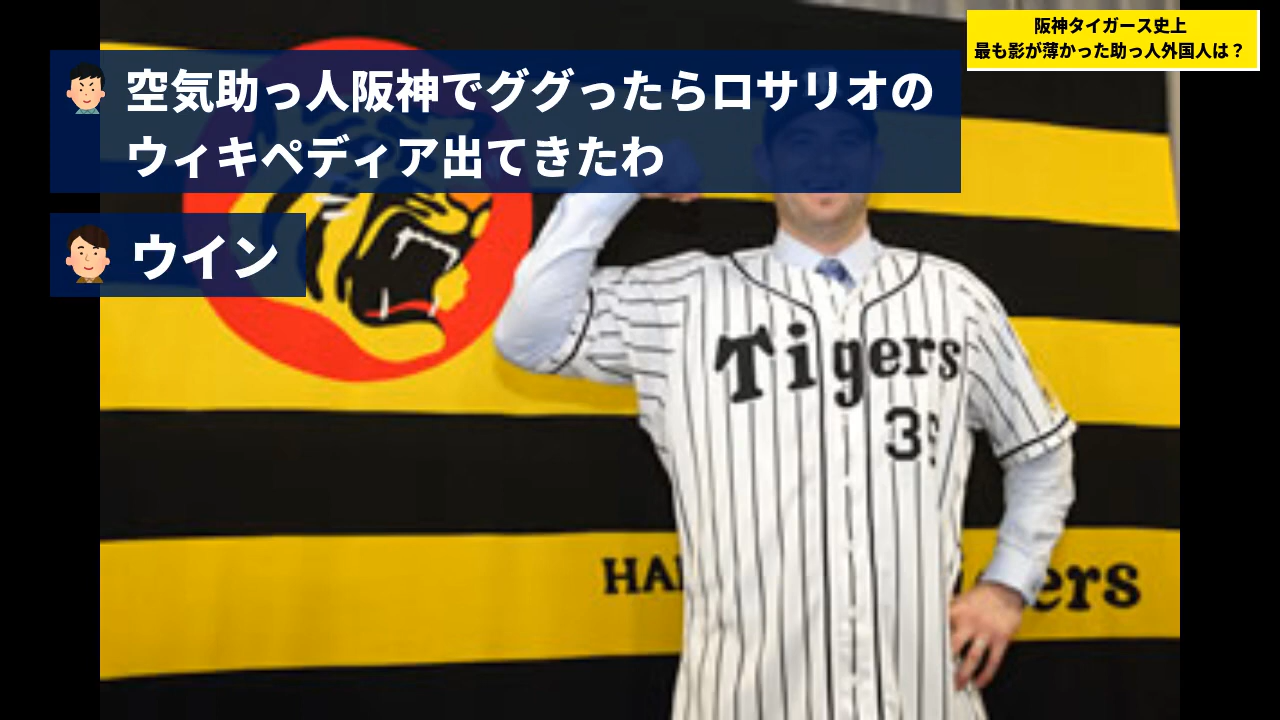 阪神タイガース史上
最も影が薄かった助っ人外国人は？
空気助っ人阪神でググったらロサリオの
ウィキペディア出てきたわ
ウイン
Tigers
3
HA
ers